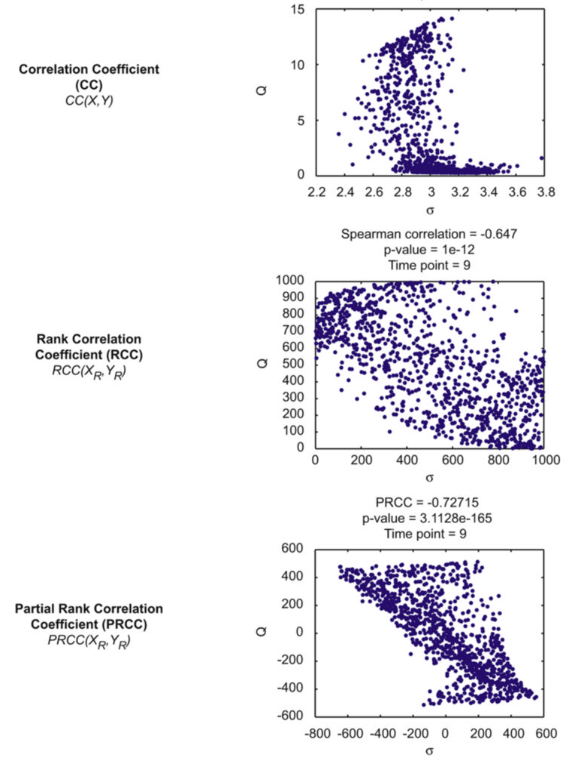 Correlation Coefficient
(CC)
CC(X,Y)
15
10
5
0
Q
2.2 2.4 2.6 2.8 3 3.2 3.4 3.6 3.8
σ
Spearman correlation = -0.647
p-value = 1e-12
Time point = 9
Rank Correlation
Coefficient (RCC)
RCC(X_R,Y_R)
1000
900
800
700
600
500
400
300
200
100
0
Q
0 200 400 600 800 1000
σ
PRCC = -0.72715
p-value = 3.1128e-165
Time point = 9
Partial Rank Correlation
Coefficient (PRCC)
PRCC(X_R,Y_R)
600
400
200
0
-200
-400
-600
Q
-800 -600 -400 -200 0 200 400 600
σ